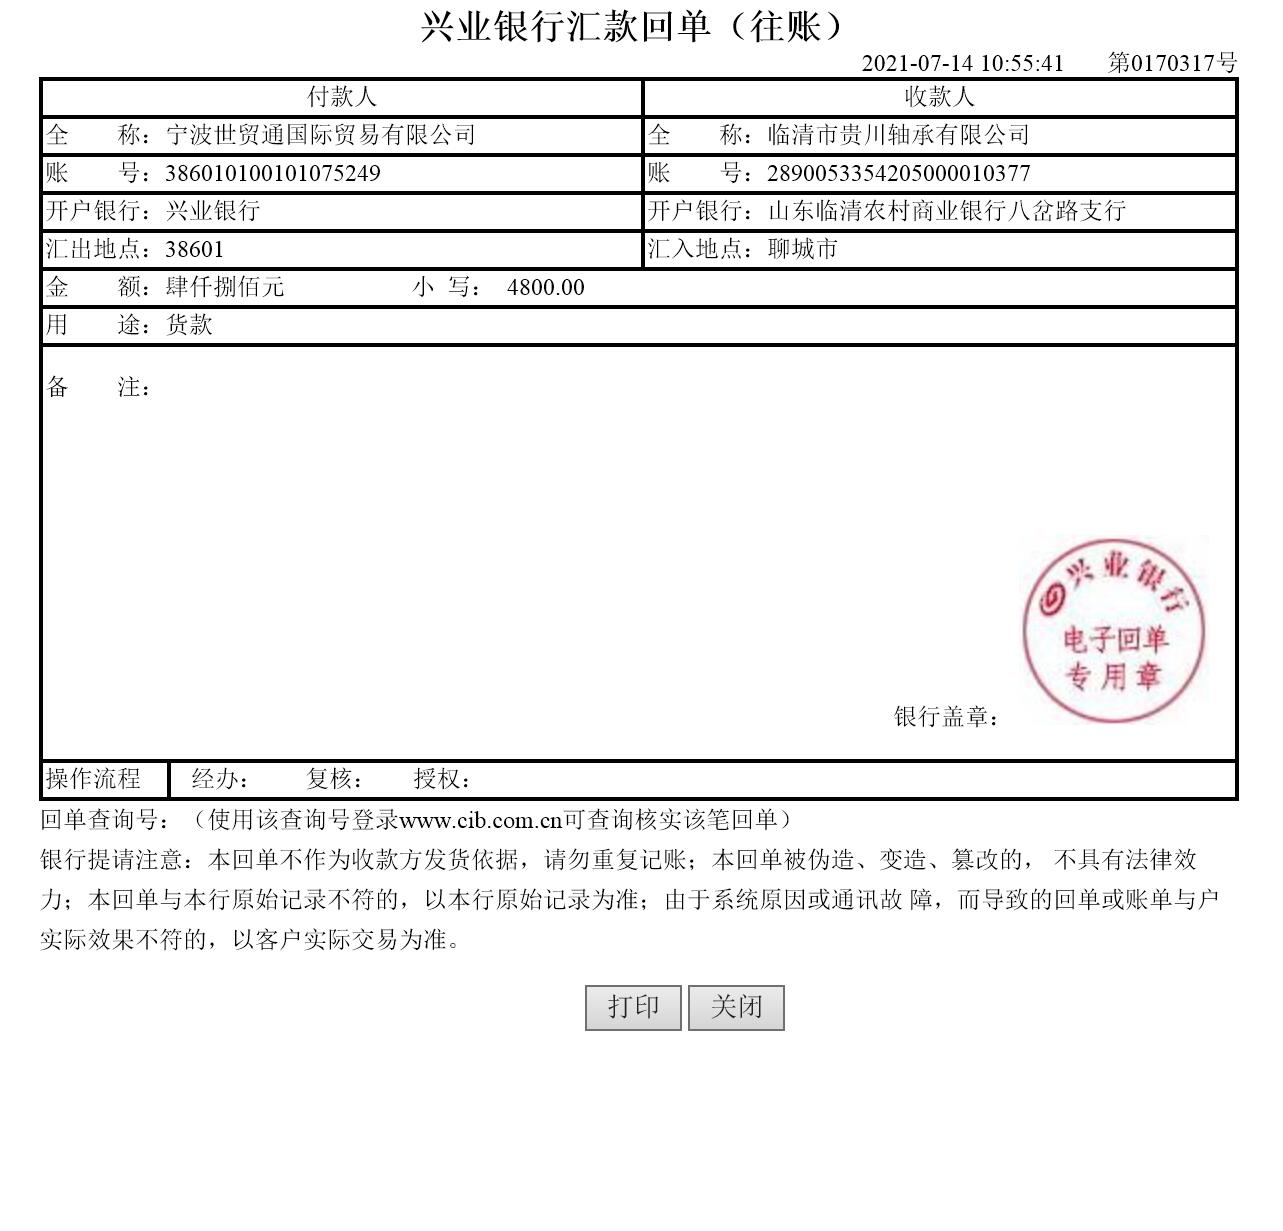 兴业银行汇款回单（往账）
2021-07-14 10:55:41 第0170317号
付款人 收款人
全 称：宁波世贸通国际贸易有限公司 全 称：临清市贵川轴承有限公司
账 号：386010100101075249 账 号：2890053354205000010377
开户银行：兴业银行 开户银行：山东临清农村商业银行八岔路支行
汇出地点：38601 汇入地点：聊城市
金 额：肆仟捌佰元 小 写： 4800.00
用 途：货款
备 注：
兴业银行
电子回单
专用章
银行盖章：
操作流程 经办： 复核： 授权：
回单查询号：（使用该查询号登录www.cib.com.cn可查询核实该笔回单）
银行提请注意：本回单不作为收款方发货依据，请勿重复记账；本回单被伪造、变造、篡改的， 不具有法律效
力；本回单与本行原始记录不符的，以本行原始记录为准；由于系统原因或通讯故 障，而导致的回单或账单与户
实际效果不符的，以客户实际交易为准。
打印 关闭